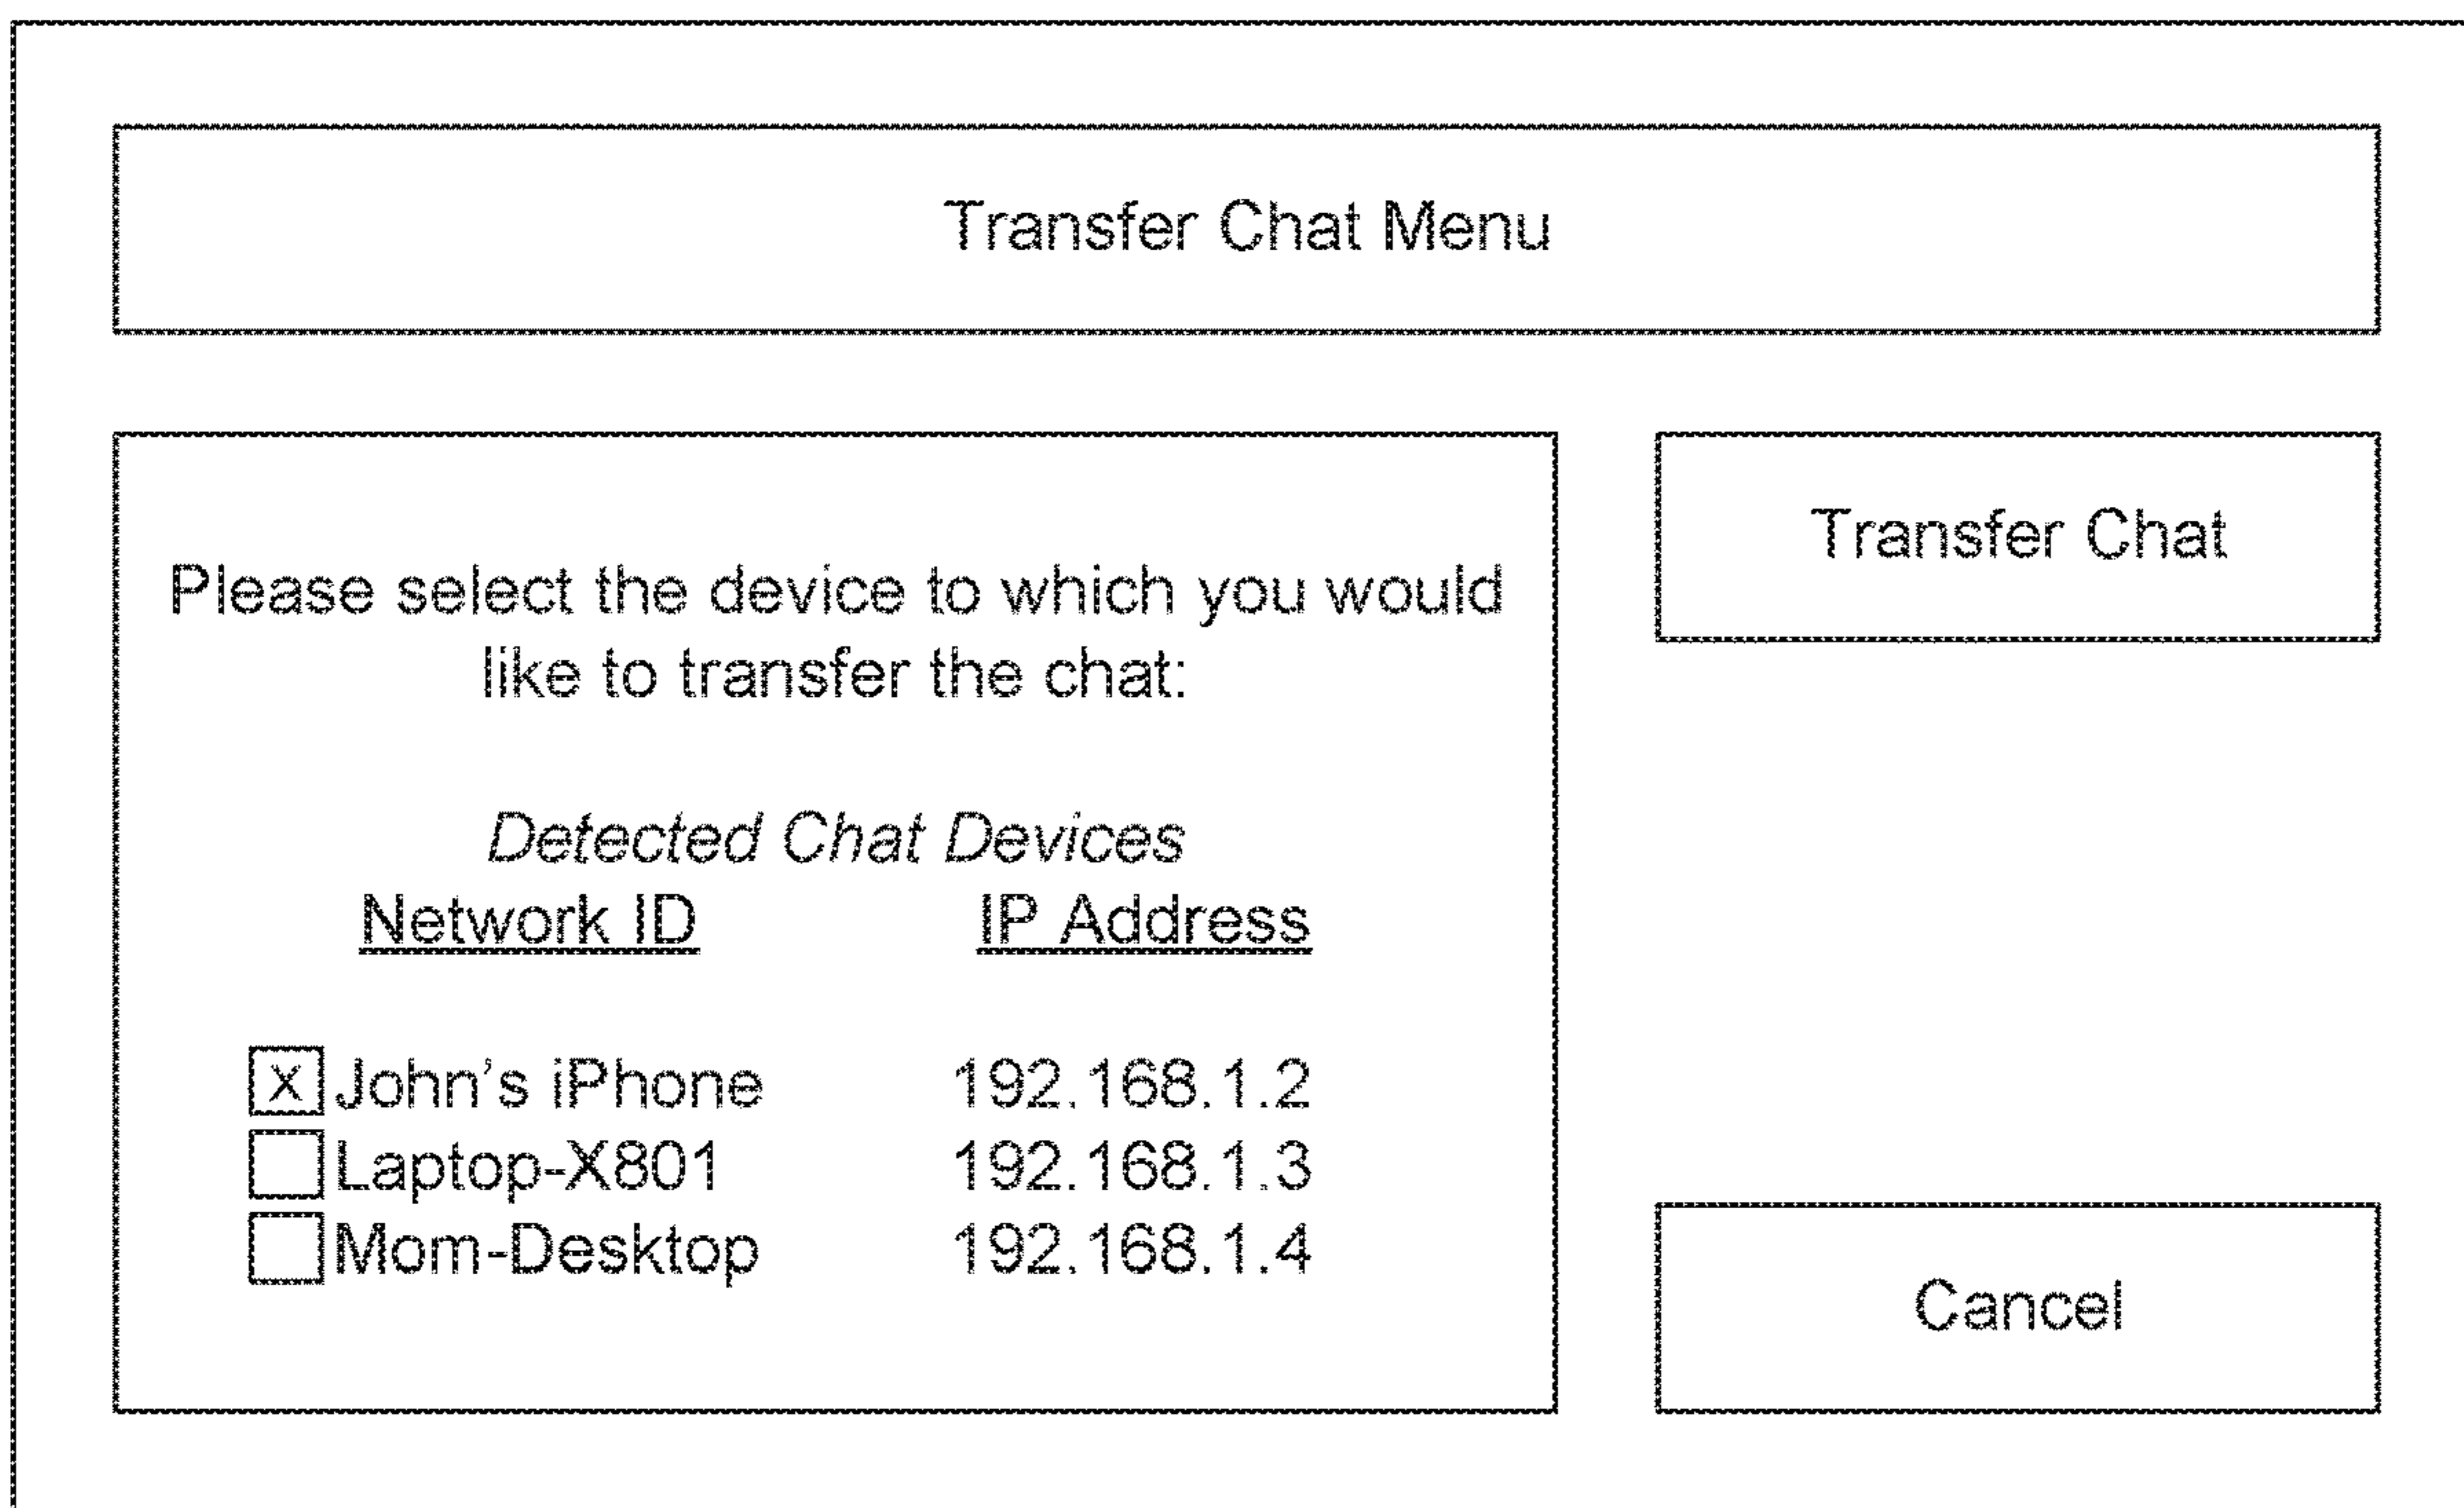 Transfer Chat Menu
Please select the device to which you would
like to transfer the chat:
Detected Chat Devices
Network ID IP Address
X John's iPhone 192.168.1.2
Laptop-X801 192.168.1.3
Mom-Desktop 192.168.1.4
Transfer Chat
Cancel